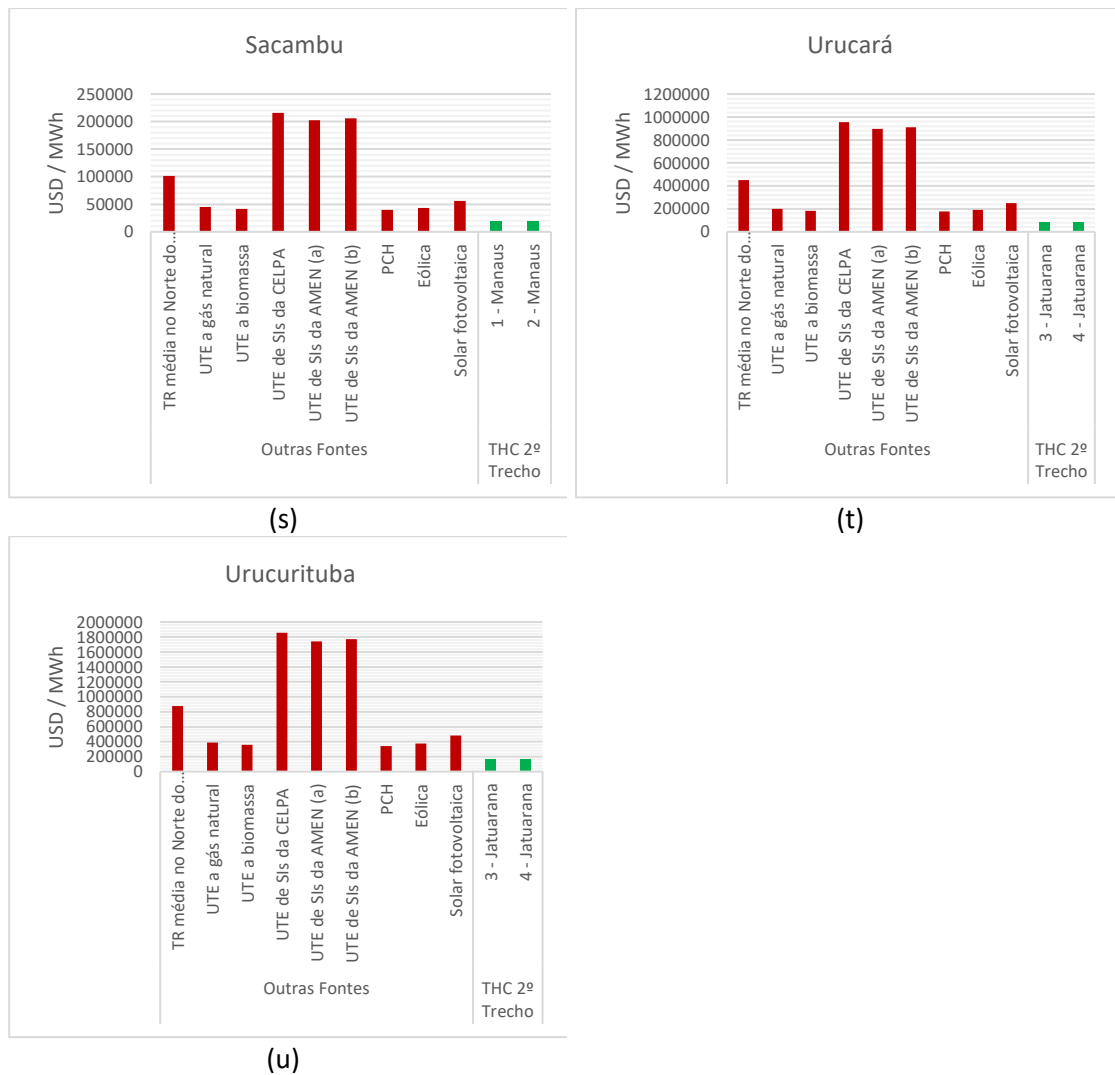 Sacambu
USD / MWh
250000
200000
150000
100000
50000
0
TR média no Norte do...
UTE a gás natural
UTE a biomassa
UTE de SIs da CELPA
UTE de SIs da AMEN (a)
UTE de SIs da AMEN (b)
PCH
Eólica
Solar fotovoltaica
1 - Manaus
2 - Manaus
Outras Fontes
THC 2º
Trecho
(s)
Urucará
USD / MWh
1200000
1000000
800000
600000
400000
200000
0
TR média no Norte do...
UTE a gás natural
UTE a biomassa
UTE de SIs da CELPA
UTE de SIs da AMEN (a)
UTE de SIs da AMEN (b)
PCH
Eólica
Solar fotovoltaica
3 - Jatuarana
4 - Jatuarana
Outras Fontes
THC 2º
Trecho
(t)
Urucurituba
USD / MWh
2000000
1800000
1600000
1400000
1200000
1000000
800000
600000
400000
200000
0
TR média no Norte do...
UTE a gás natural
UTE a biomassa
UTE de SIs da CELPA
UTE de SIs da AMEN (a)
UTE de SIs da AMEN (b)
PCH
Eólica
Solar fotovoltaica
3 - Jatuarana
4 - Jatuarana
Outras Fontes
THC 2º
Trecho
(u)